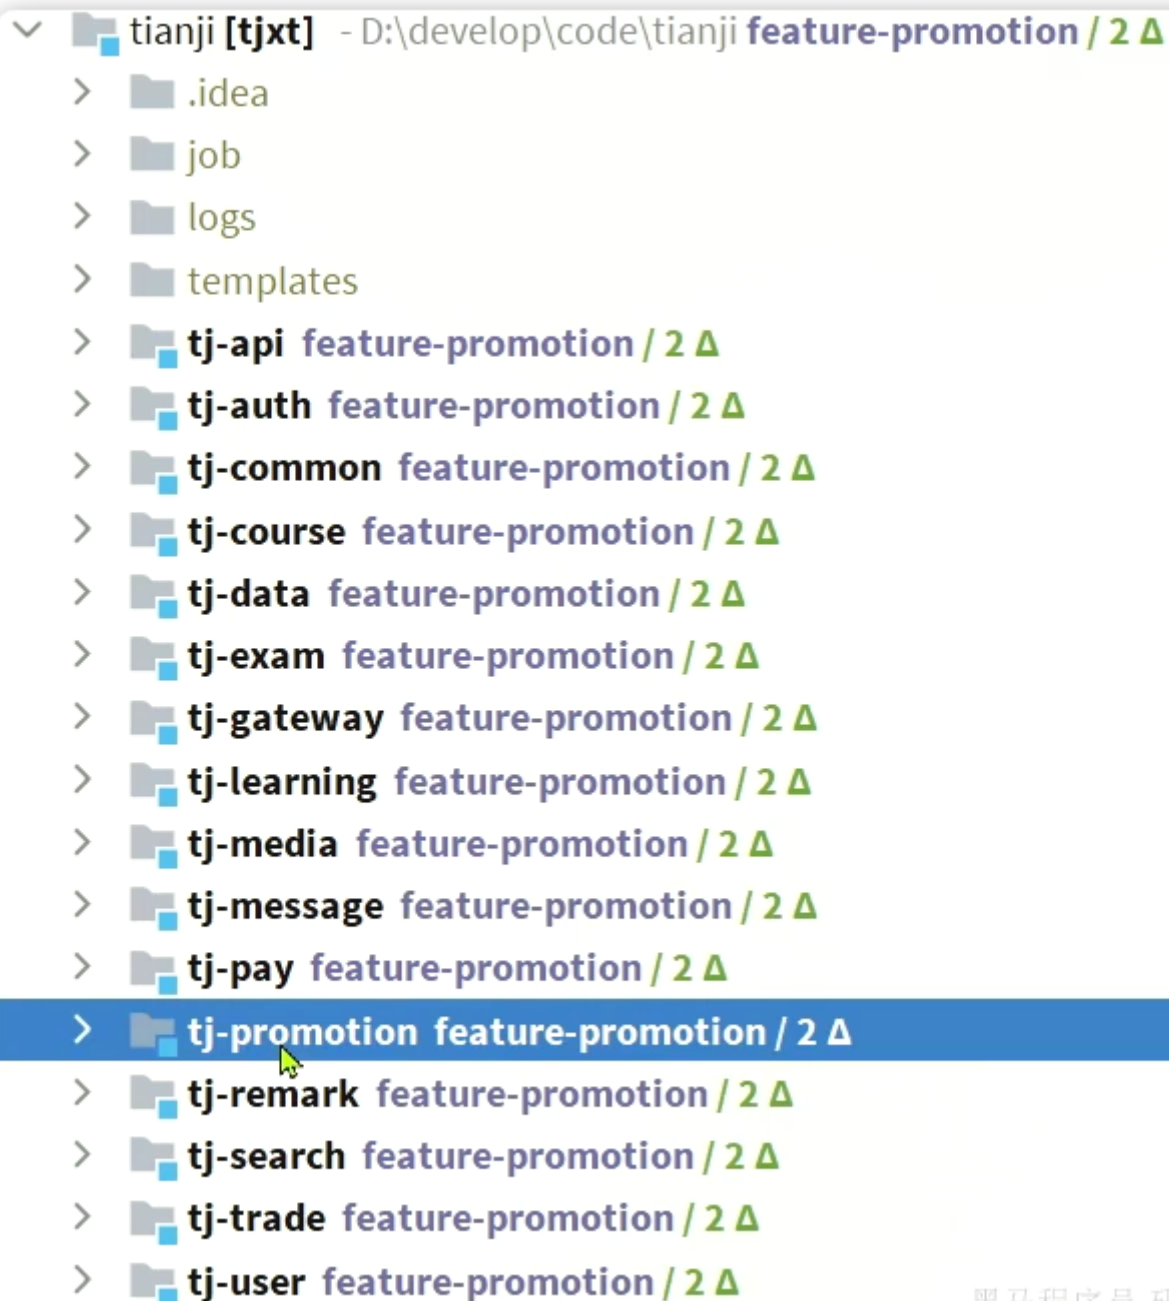 tianji [tjxt] - D:\develop\code\tianji feature-promotion / 2 Δ
.idea
job
logs
templates
tj-api feature-promotion / 2 Δ
tj-auth feature-promotion / 2 Δ
tj-common feature-promotion / 2 Δ
tj-course feature-promotion / 2 Δ
tj-data feature-promotion / 2 Δ
tj-exam feature-promotion / 2 Δ
tj-gateway feature-promotion / 2 Δ
tj-learning feature-promotion / 2 Δ
tj-media feature-promotion / 2 Δ
tj-message feature-promotion / 2 Δ
tj-pay feature-promotion / 2 Δ
tj-promotion feature-promotion / 2 Δ
tj-remark feature-promotion / 2 Δ
tj-search feature-promotion / 2 Δ
tj-trade feature-promotion / 2 Δ
tj-user feature-promotion / 2 Δ